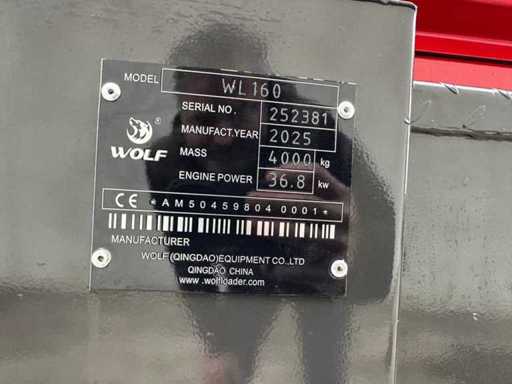 MODEL WL160
SERIAL NO. 252381
MANUFACT.YEAR 2025
MASS 4000 kg
ENGINE POWER 36.8 kw
WOLF
CE *AM50459804 0001*
MANUFACTURER
WOLF (QINGDAO)EQUIPMENT CO.,LTD
QINGDAO CHINA
www.wolfloader.com